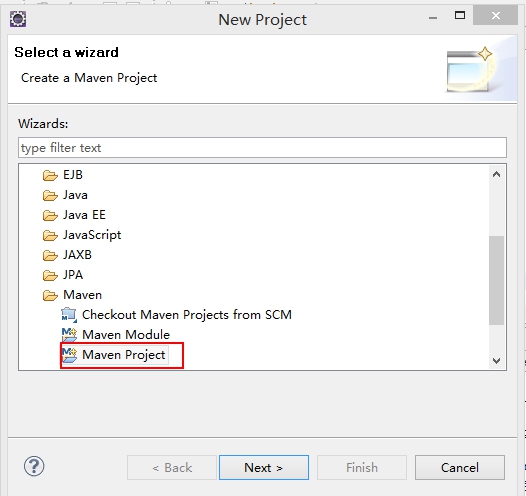 New Project
Select a wizard
Create a Maven Project
Wizards:
type filter text
EJB
Java
Java EE
JavaScript
JAXB
JPA
Maven
Checkout Maven Projects from SCM
Maven Module
Maven Project
?
< Back
Next >
Finish
Cancel